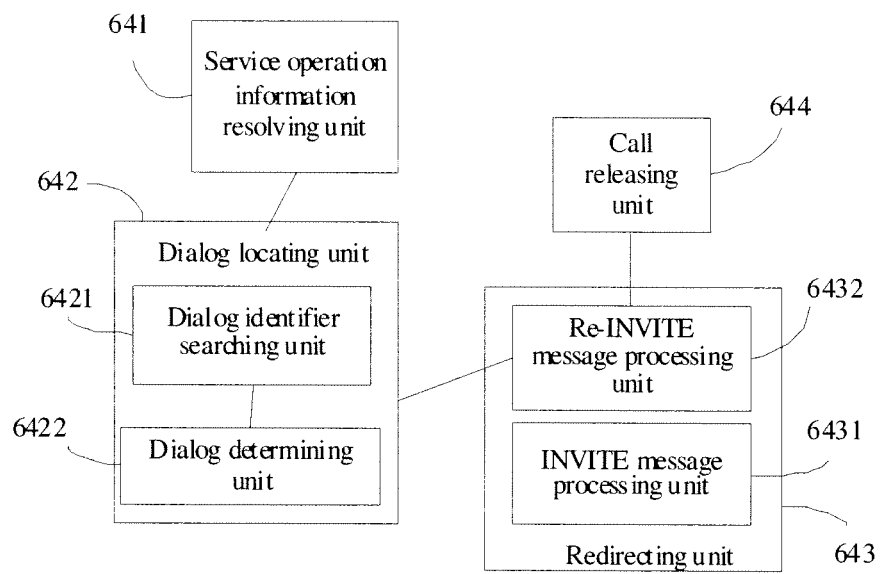 641
Service operation
information
resolving unit
644
Call
releasing
unit
642
Dialog locating unit
6421
Dialog identifier
searching unit
6422
Dialog determining
unit
6432
Re-INVITE
message processing
unit
6431
INVITE message
processing unit
Redirecting unit
643